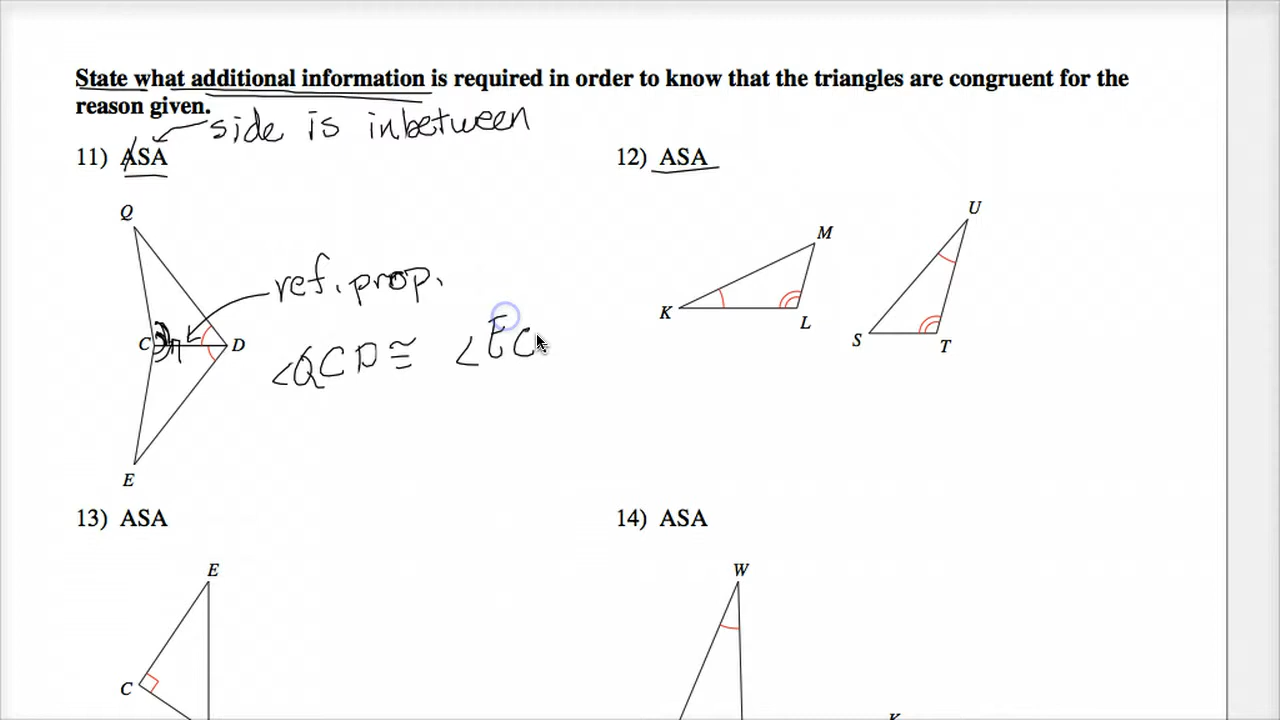 State what additional information is required in order to know that the triangles are congruent for the
reason given.
side is inbetween
11) ASA
12) ASA
Q
U
M
ref. prop.
K
L
C
D
S
T
∠QCD ≅ ∠EC
E
13) ASA
14) ASA
E
W
C
K